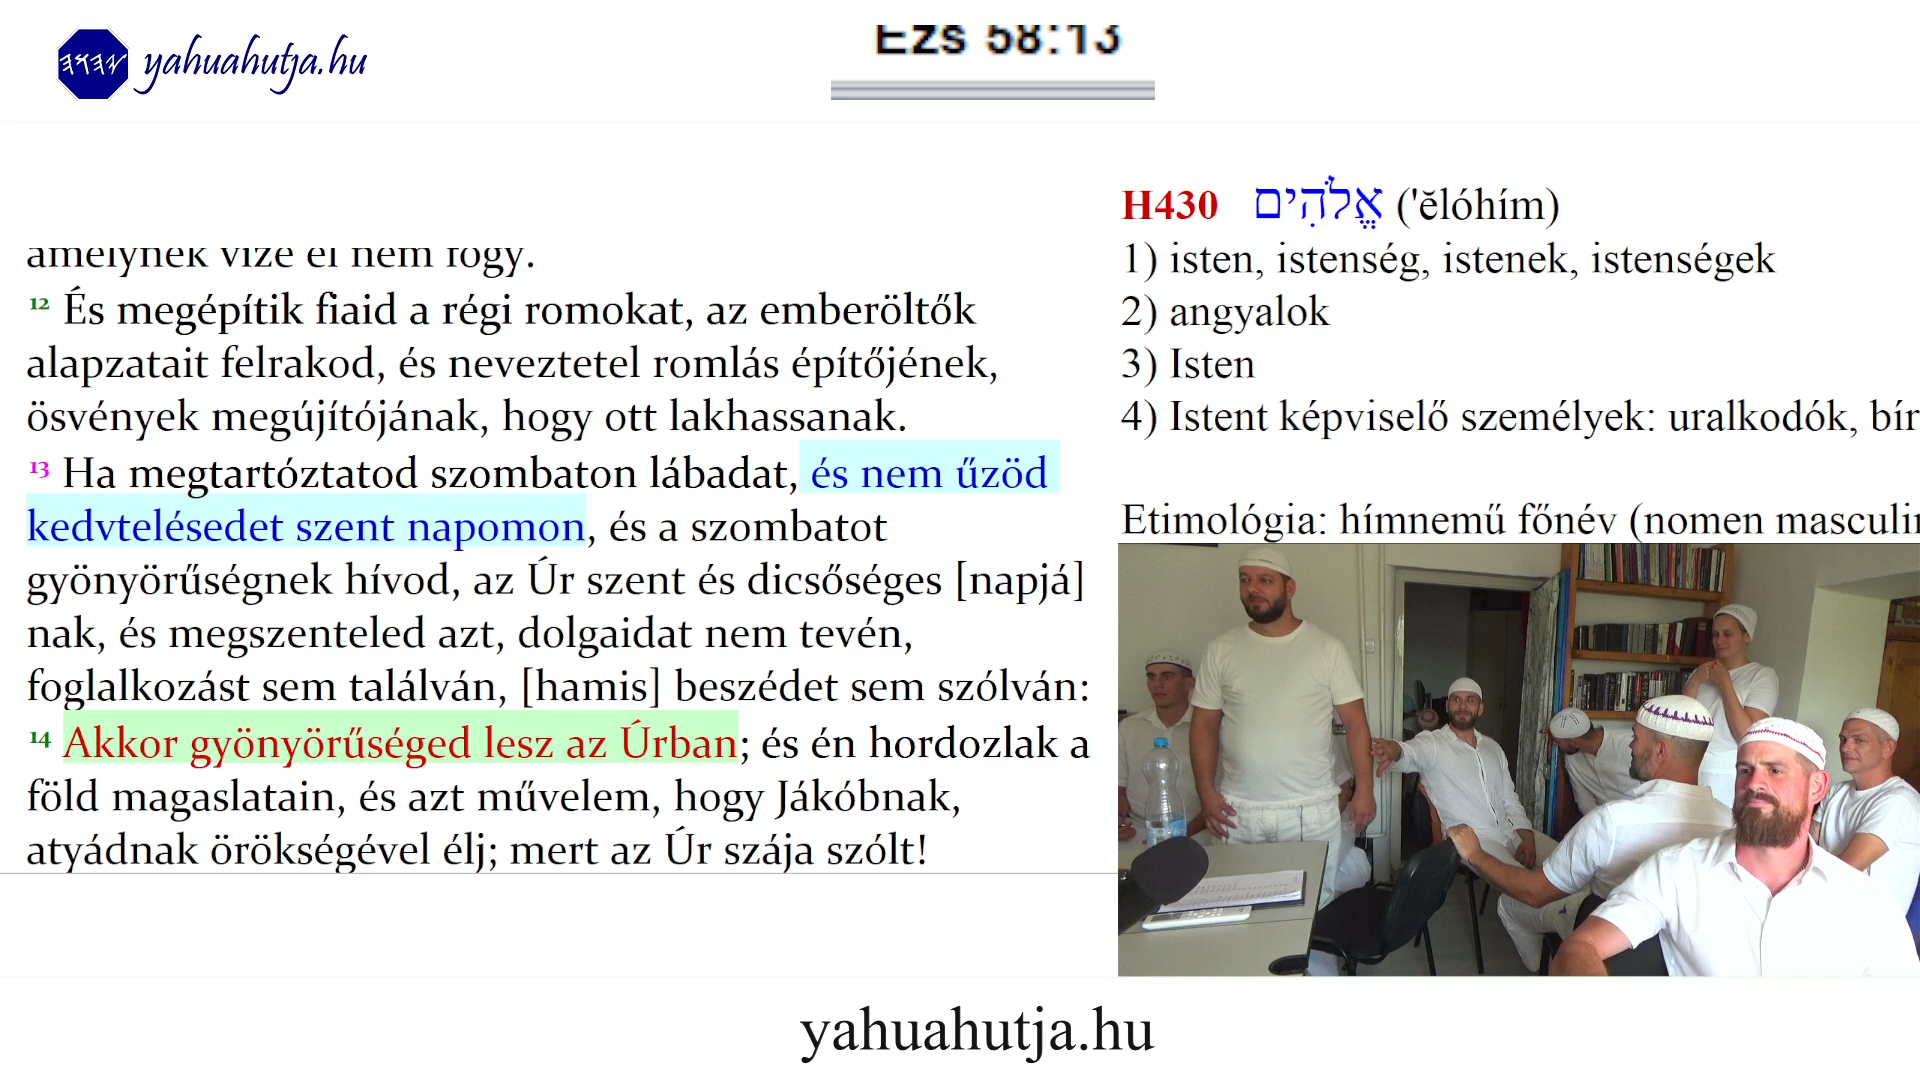 yahuahutja.hu
Ezs 58:13
amelynek vize el nem fogy.
12 És megépítik fiaid a régi romokat, az emberöltők
alapzatait felrakod, és neveztetel romlás építőjének,
ösvények megújítójának, hogy ott lakhassanak.
13 Ha megtartóztatod szombaton lábadat, és nem űzöd
kedvtelésedet szent napomon, és a szombatot
gyönyörűségnek hívod, az Úr szent és dicsőséges [napjá]
nak, és megszenteled azt, dolgaidat nem tevén,
foglalkozást sem találván, [hamis] beszédet sem szólván:
14 Akkor gyönyörűséged lesz az Úrban; és én hordozlak a
föld magaslatain, és azt művelem, hogy Jákóbnak,
atyádnak örökségével élj; mert az Úr szája szólt!
H430 אֱלֹהִים ('ĕlóhím)
1) isten, istenség, istenek, istenségek
2) angyalok
3) Isten
4) Istent képviselő személyek: uralkodók, bír
Etimológia: hímnemű főnév (nomen masculin
yahuahutja.hu